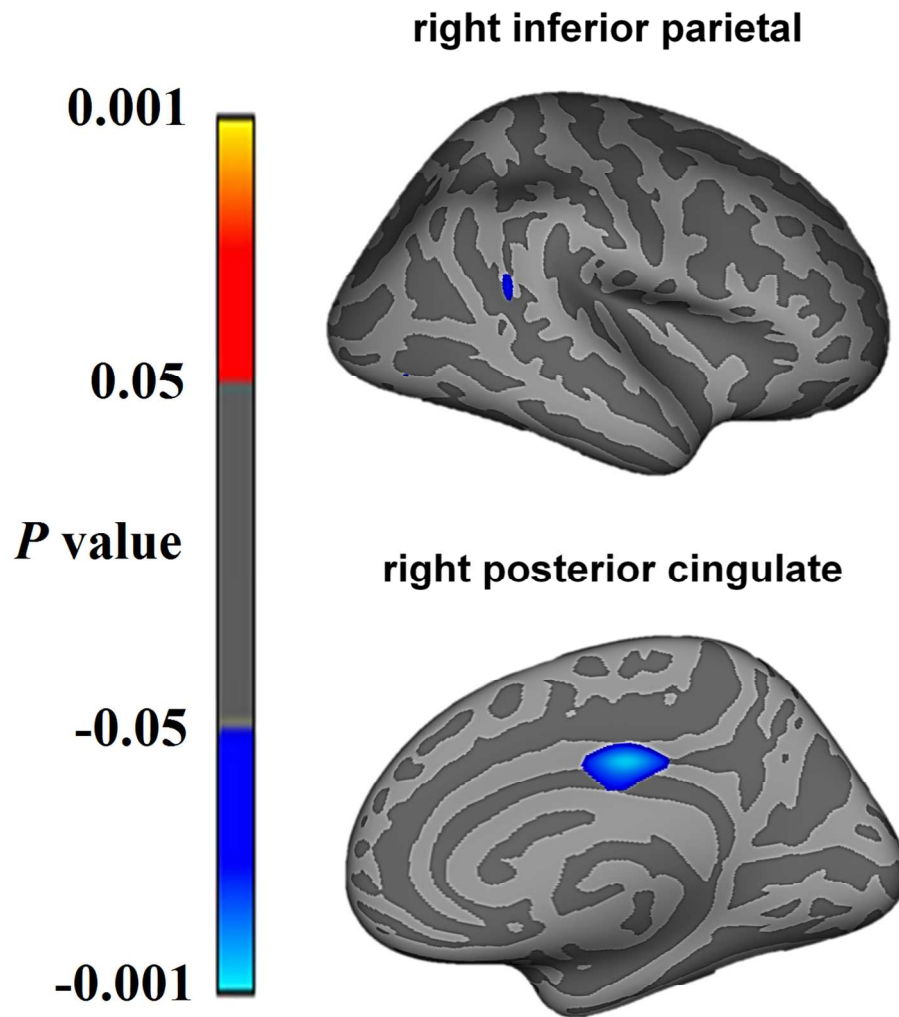 right inferior parietal
0.001
0.05
P value
-0.05
-0.001
right posterior cingulate